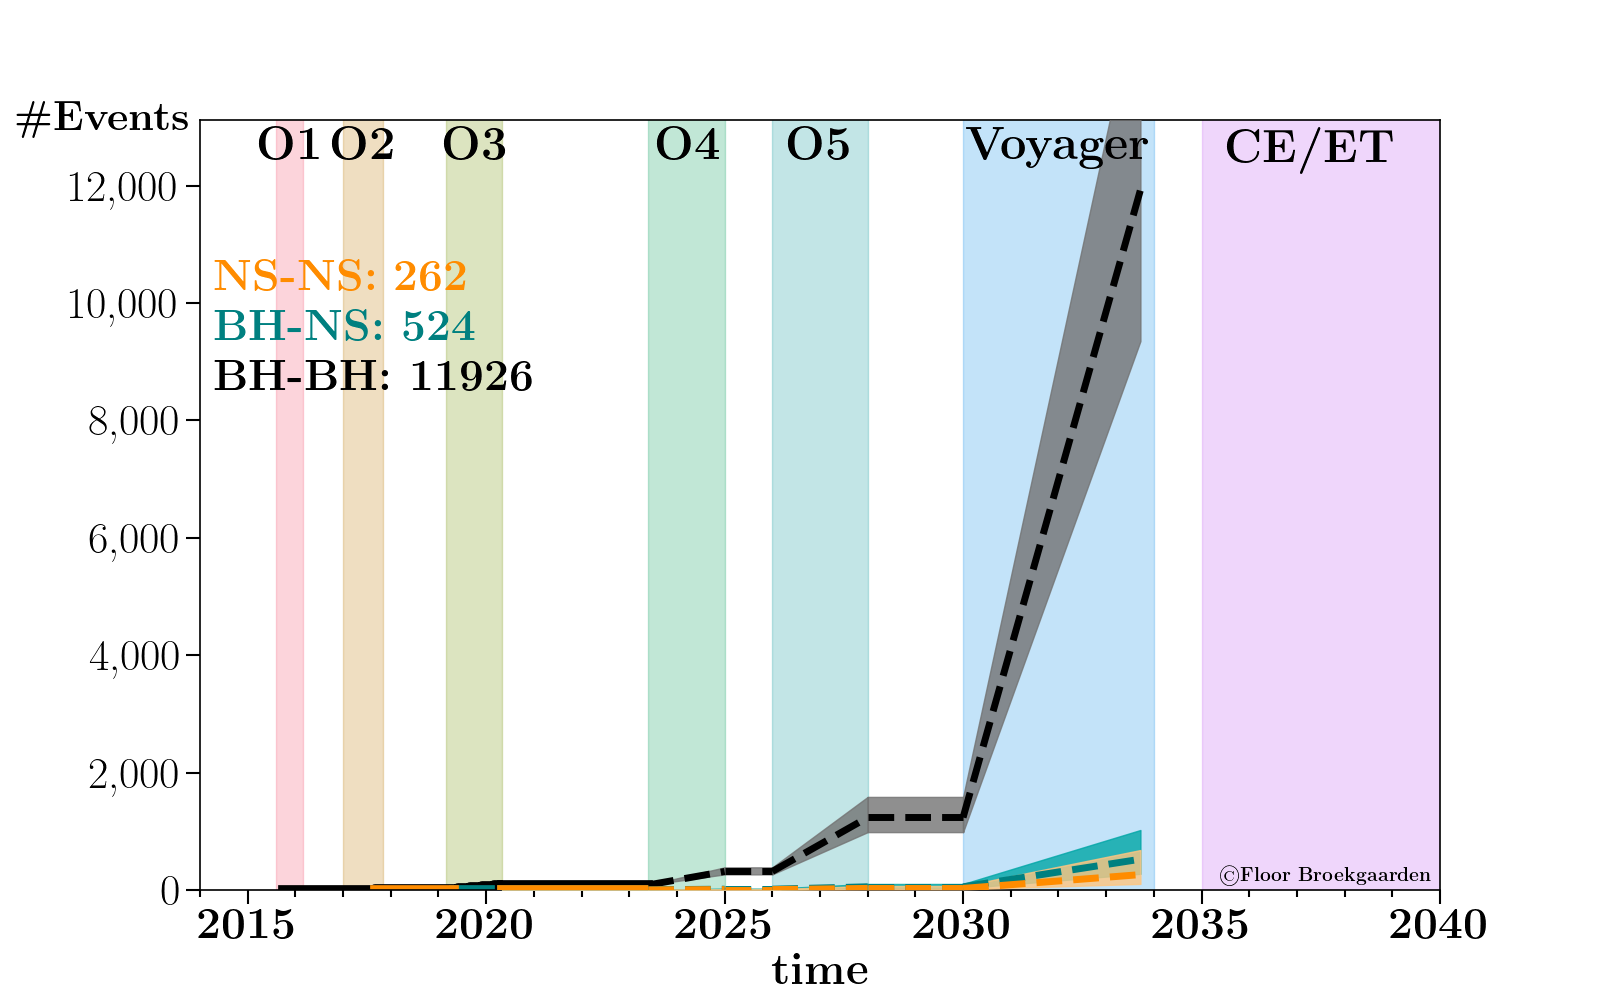 #Events
O1 O2 O3 O4 O5 Voyager CE/ET
12,000
NS-NS: 262
10,000
BH-NS: 524
BH-BH: 11926
8,000
6,000
4,000
2,000
©Floor Broekgaarden
0
2015 2020 2025 2030 2035 2040
time